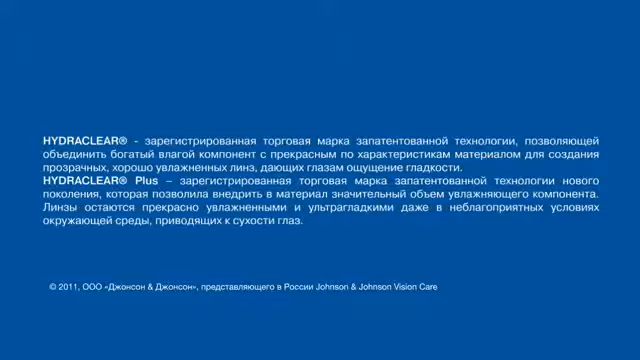 HYDRACLEAR® - зарегистрированная торговая марка запатентованной технологии, позволяющей
объединить богатый влагой компонент с прекрасным по характеристикам материалом для создания
прозрачных, хорошо увлажненных линз, дающих глазам ощущение гладкости.
HYDRACLEAR® Plus – зарегистрированная торговая марка запатентованной технологии нового
поколения, которая позволила внедрить в материал значительный объем увлажняющего компонента.
Линзы остаются прекрасно увлажненными и ультрагладкими даже в неблагоприятных условиях
окружающей среды, приводящих к сухости глаз.
© 2011, ООО «Джонсон & Джонсон», представляющего в России Johnson & Johnson Vision Care